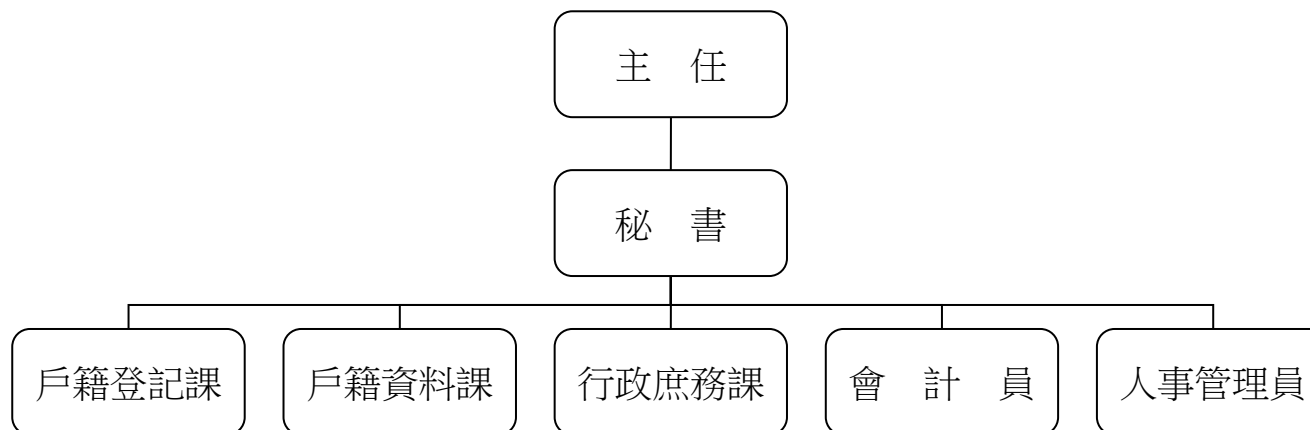 主　任
秘　書
戶籍登記課
戶籍資料課
行政庶務課
會　計　員
人事管理員